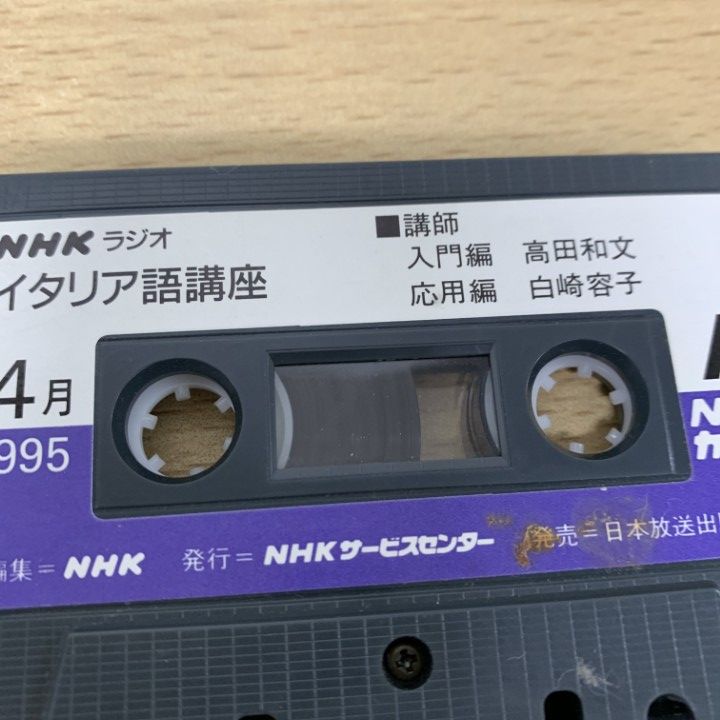 NHK ラジオ
イタリア語講座
■講師
入門編 高田和文
応用編 白崎容子
4月
995
集=NHK
発行=NHKサービスセンター
発売=日本放送出